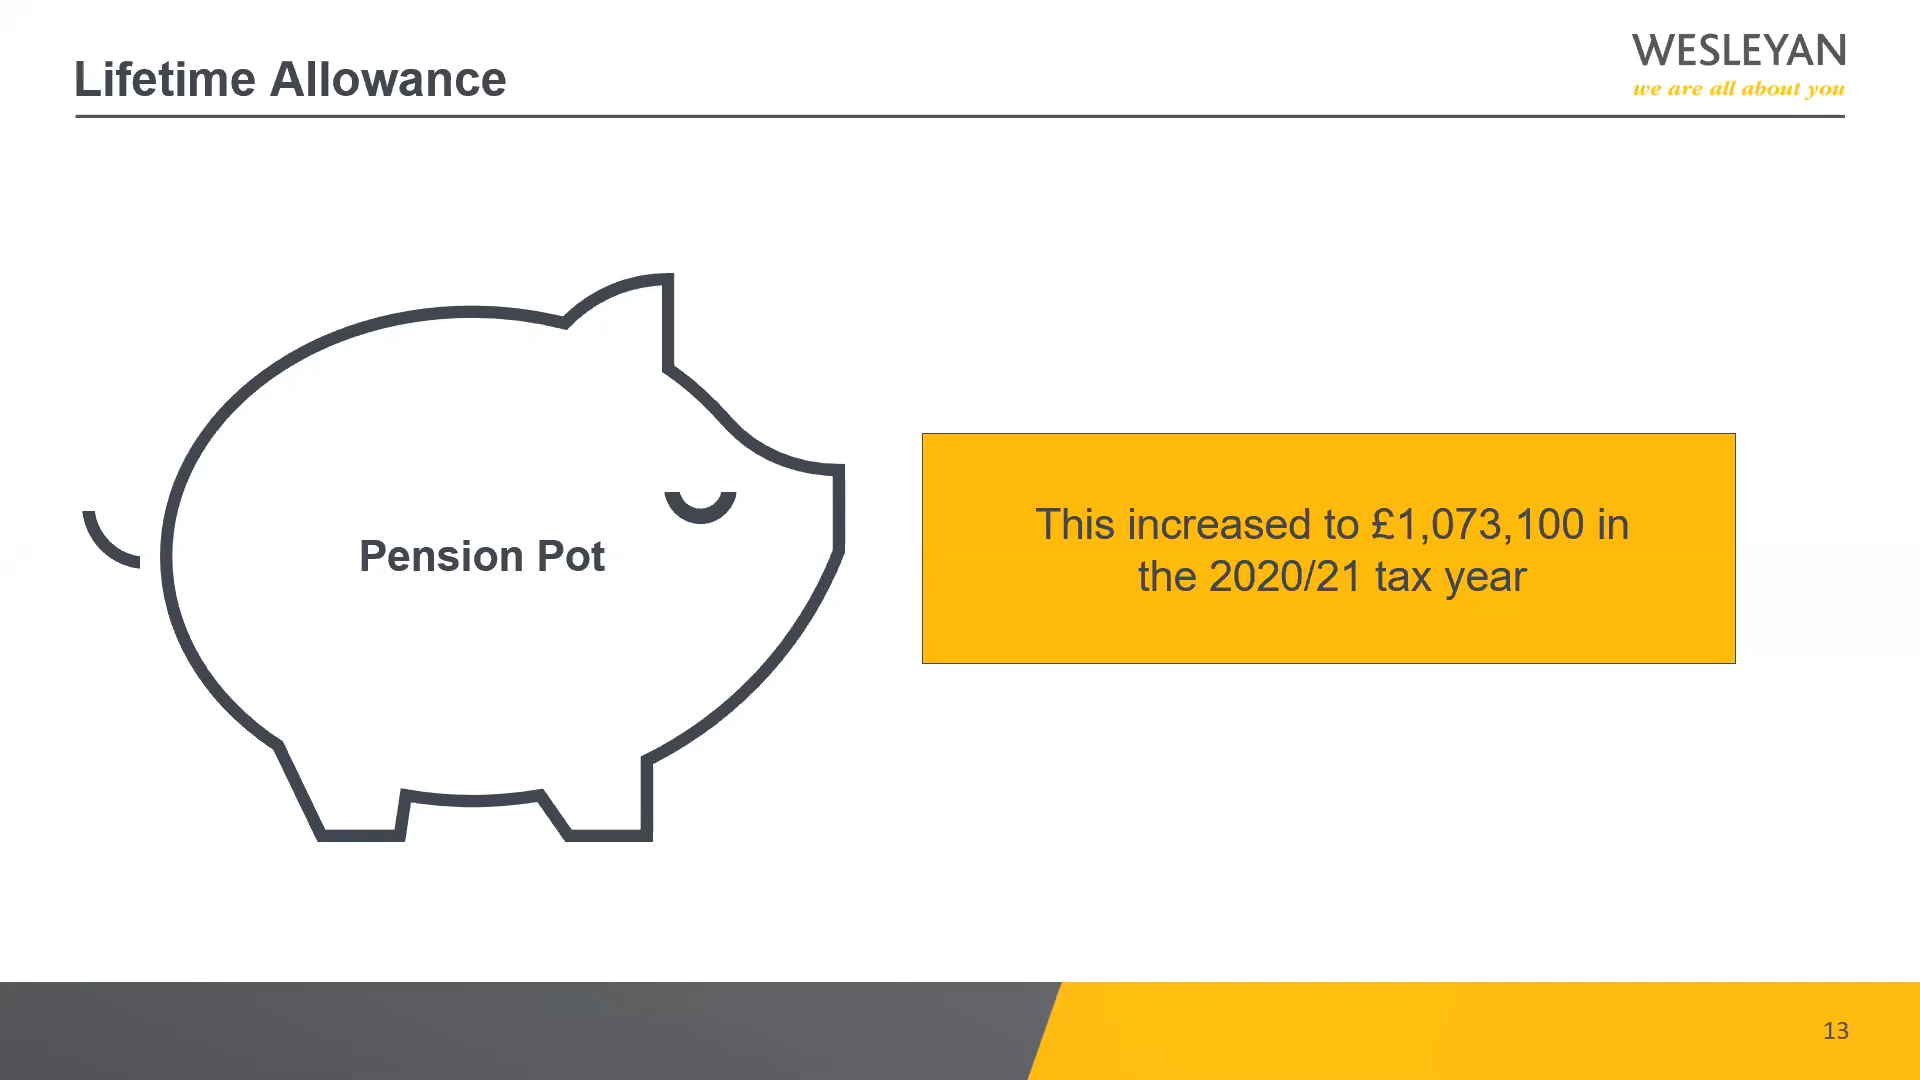 Lifetime Allowance
WESLEYAN
we are all about you
Pension Pot
This increased to £1,073,100 in
the 2020/21 tax year
13